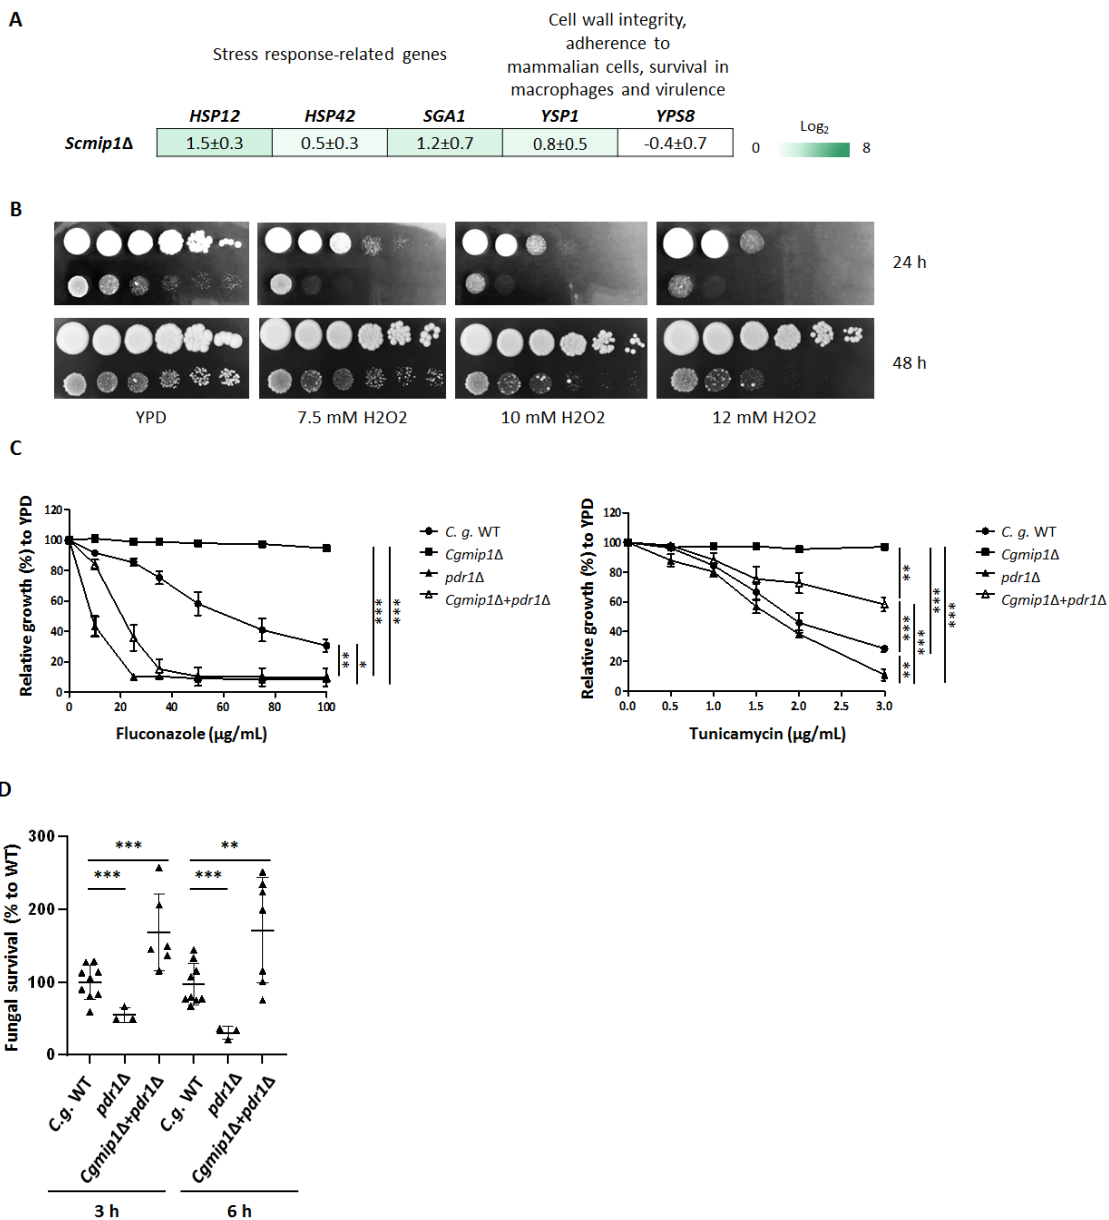 A
Stress response-related genes
Cell wall integrity,
adherence to
mammalian cells, survival in
macrophages and virulence
HSP12 HSP42 SGA1 YSP1 YPS8
Scmip1Δ 1.5±0.3 0.5±0.3 1.2±0.7 0.8±0.5 -0.4±0.7
Log2
0 8
B
24 h
48 h
YPD 7.5 mM H2O2 10 mM H2O2 12 mM H2O2
C
Relative growth (%) to YPD
120
100
80
60
40
20
0
0 20 40 60 80 100
Fluconazole (µg/mL)
*** *** ** *
C. g. WT
Cgmip1Δ
pdr1Δ
Cgmip1Δ+pdr1Δ
Relative growth (%) to YPD
120
100
80
60
40
20
0
0.0 0.5 1.0 1.5 2.0 2.5 3.0
Tunicamycin (µg/mL)
** *** ** *** *** ***
C. g. WT
Cgmip1Δ
pdr1Δ
Cgmip1Δ+pdr1Δ
D
Fungal survival (% to WT)
300
200
100
0
*** **
*** ***
C.g. WT pdr1Δ Cgmip1Δ+pdr1Δ C.g. WT pdr1Δ Cgmip1Δ+pdr1Δ
3 h 6 h